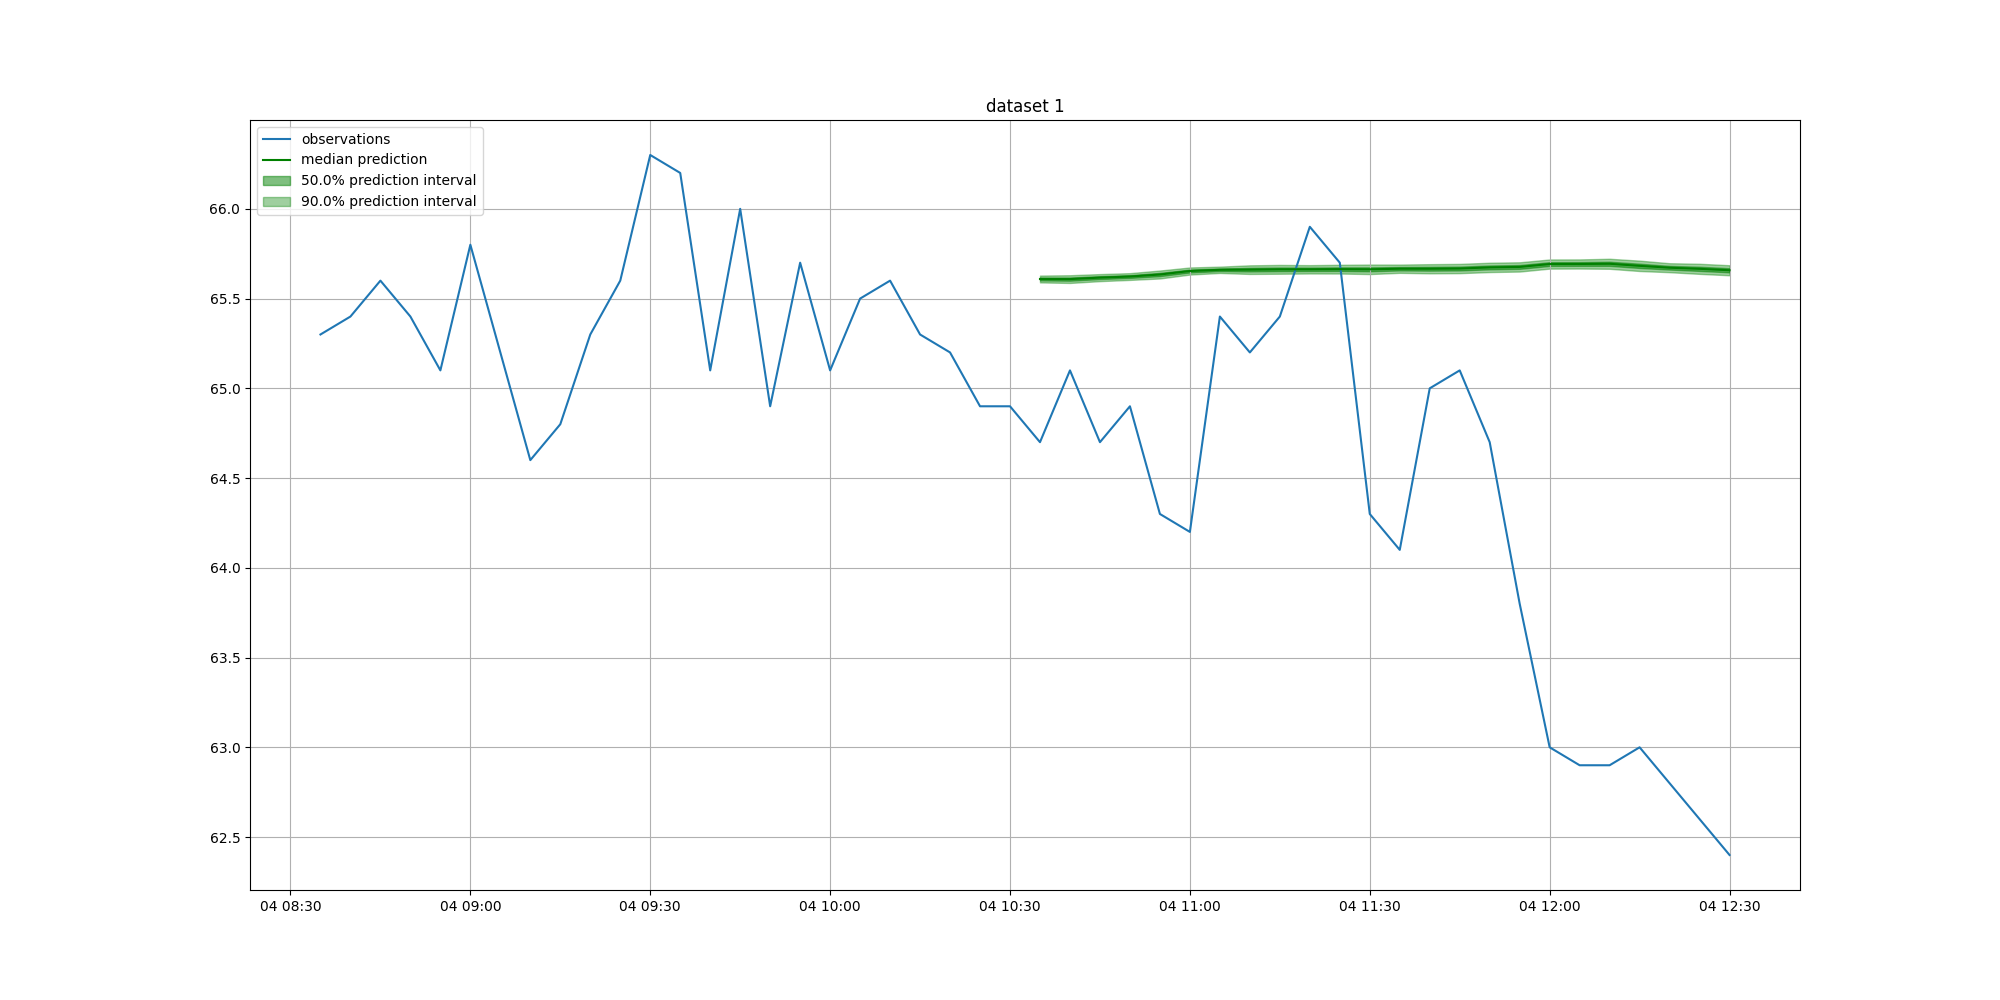 dataset 1
observations
median prediction
50.0% prediction interval
90.0% prediction interval
66.0
65.5
65.0
64.5
64.0
63.5
63.0
62.5
04 08:30 04 09:00 04 09:30 04 10:00 04 10:30 04 11:00 04 11:30 04 12:00 04 12:30